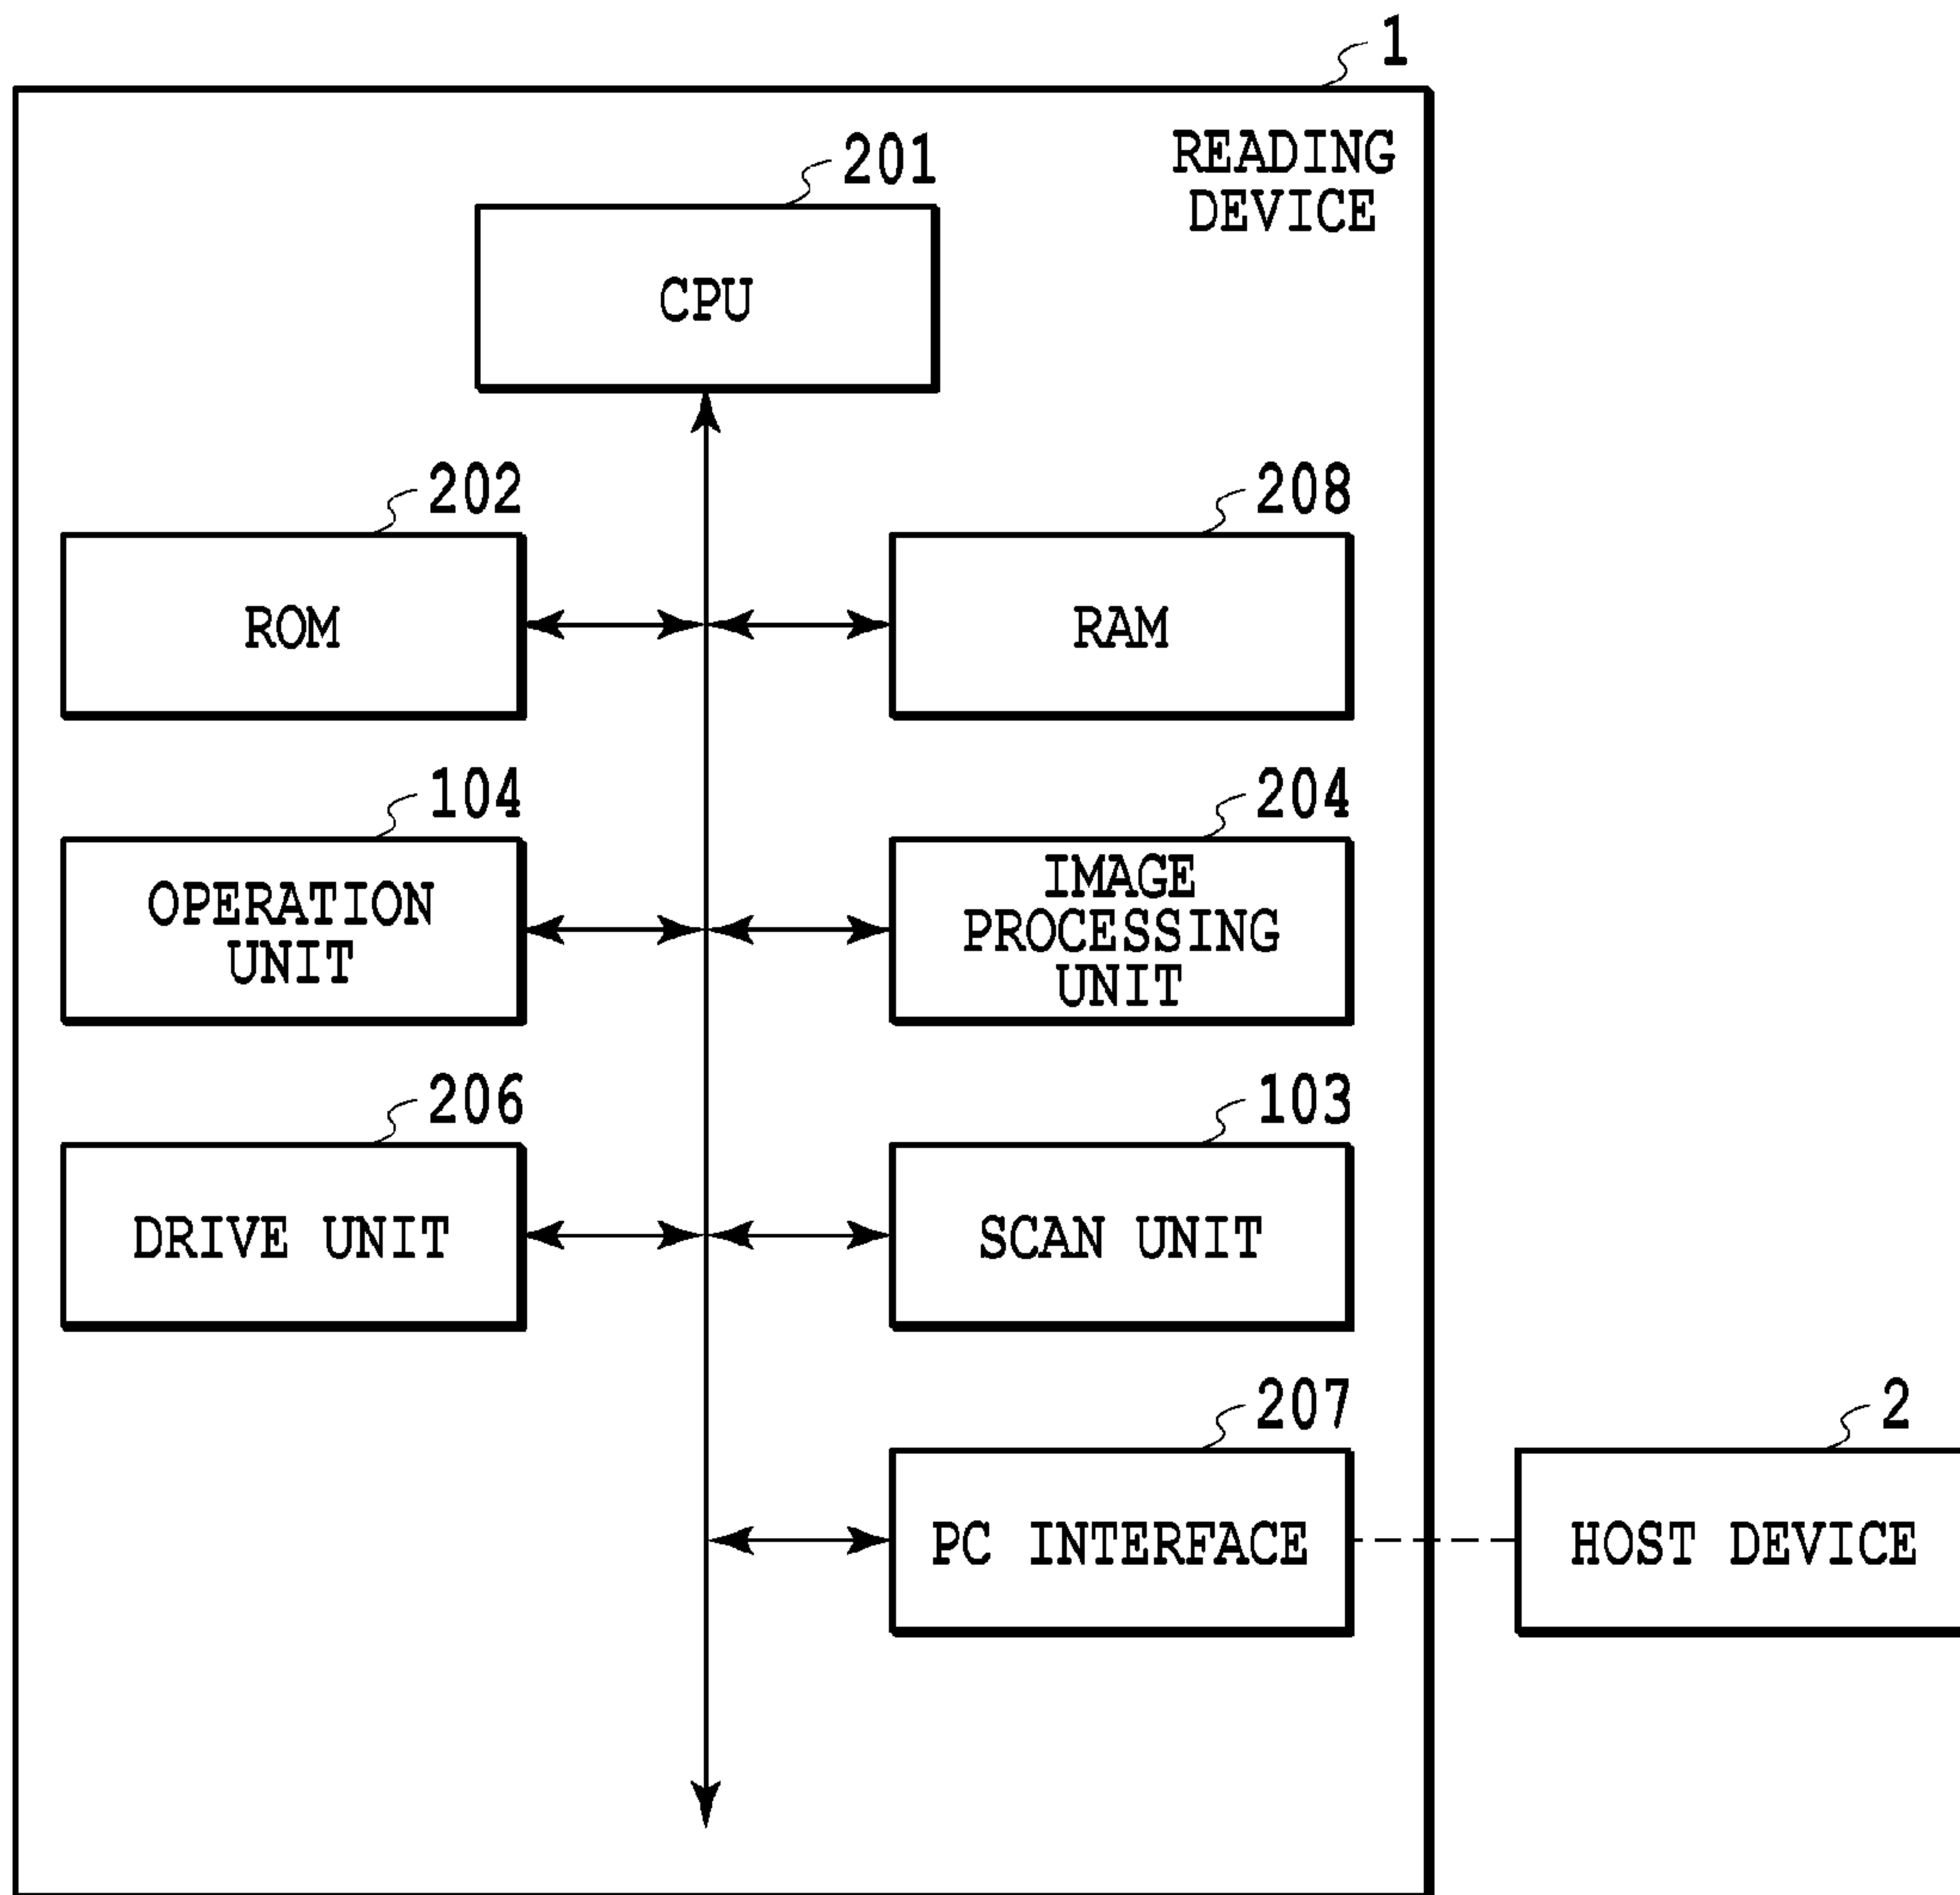 1
READING
DEVICE
201
CPU
202
ROM
208
RAM
104
OPERATION
UNIT
204
IMAGE
PROCESSING
UNIT
206
DRIVE UNIT
103
SCAN UNIT
207
PC INTERFACE
2
HOST DEVICE